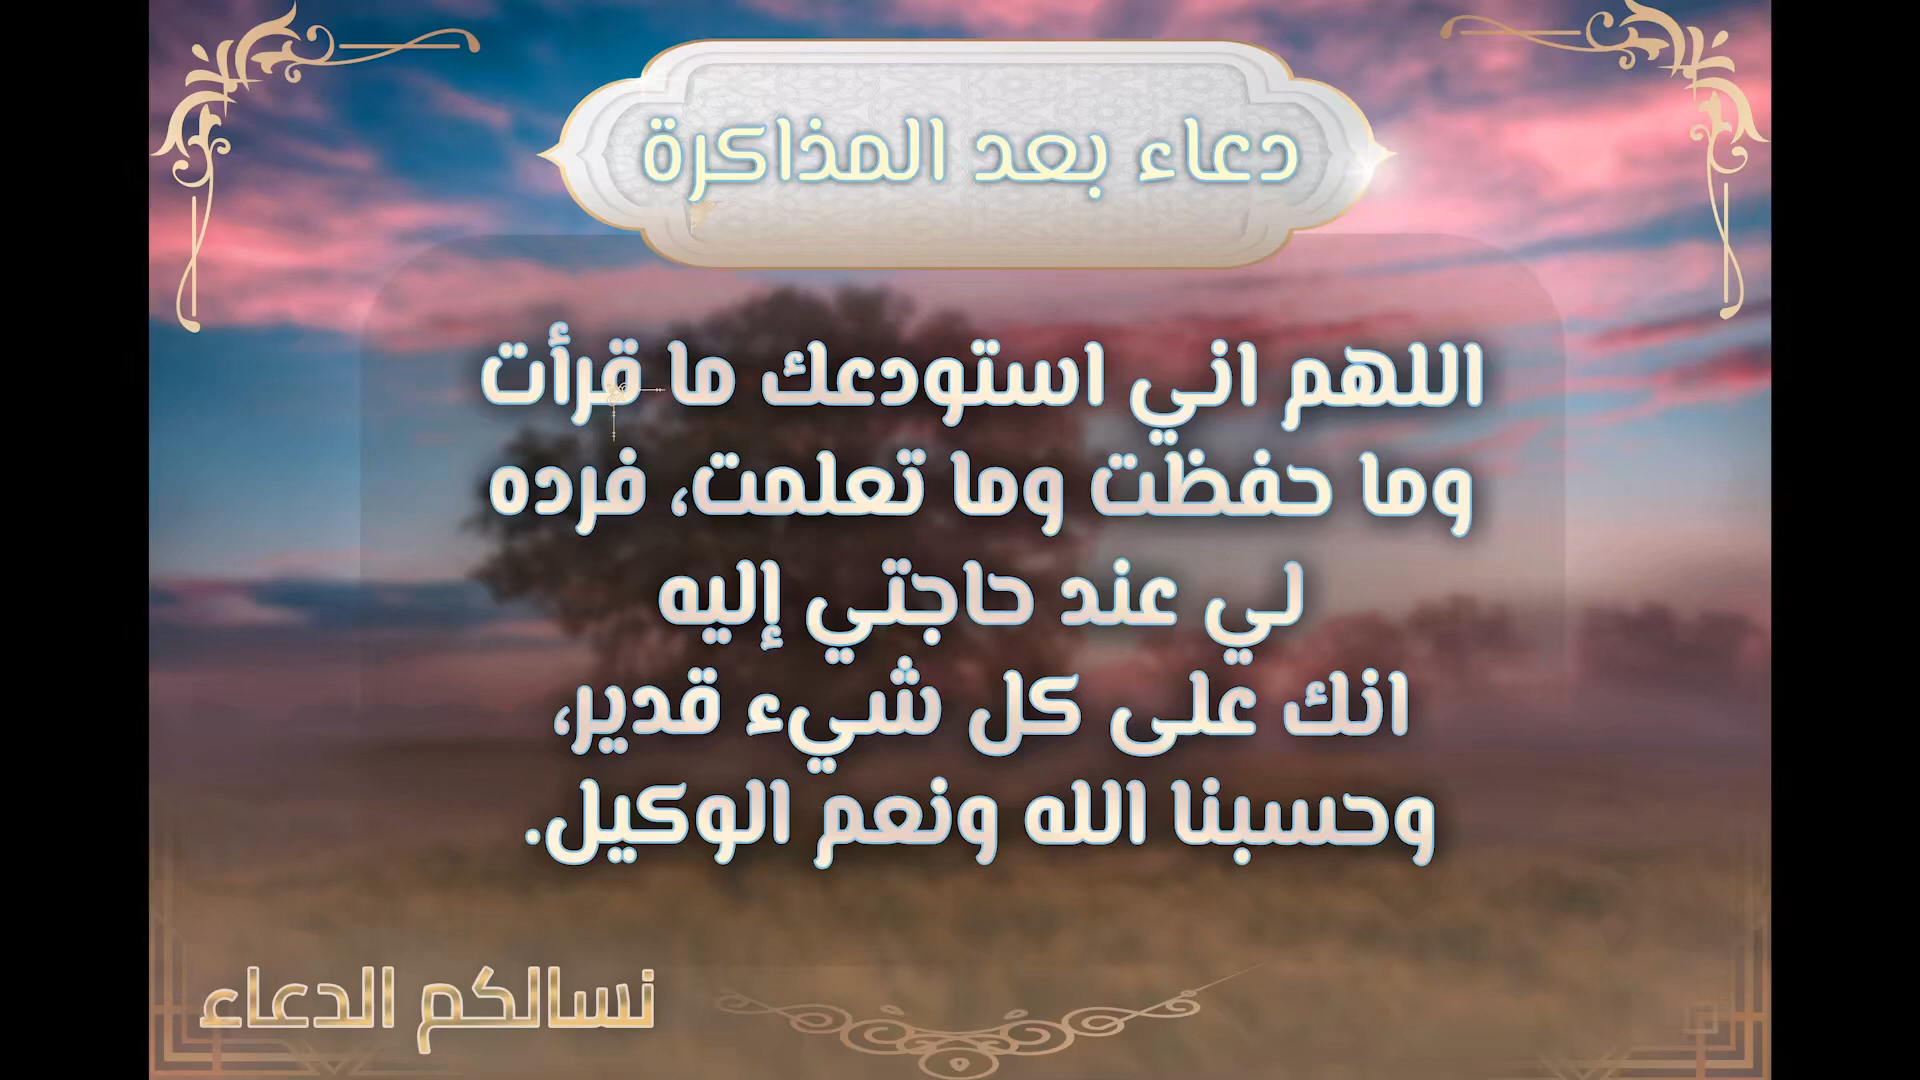 دعاء بعد المذاكرة
اللهم اني استودعك ما قرأت
وما حفظت وما تعلمت، فرده
لي عند حاجتي إليه
انك على كل شيء قدير،
وحسبنا الله ونعم الوكيل.
نسالكم الدعاء